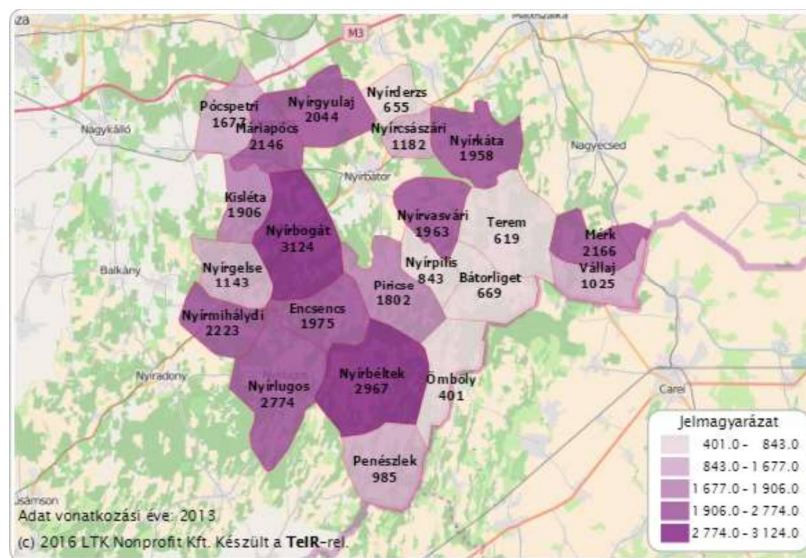 Mátészalka
M3
Nyírgyulaj
2044
Nyírderzs
655
Pócspetri
1677
Nagykálló
Máriapócs
2146
Nyírcsászári
1182
Nyírkáta
1958
Nagyecsed
Nyírbátor
Kisléta
1906
Nyírvasvári
1963
Terem
619
Nyírbogát
3124
Mérk
2166
Nyírgelse
1143
Nyírpilis
843
Vállaj
1025
Balkány
Bátorliget
669
Piricse
1802
Encsencs
1975
Nyírmihálydi
2223
Nyíradony
Nyírlugos
2774
Nyírbéltek
2967
Ömböly
401
Carei
Penészlek
985
Jelmagyarázat
401.0 - 843.0
843.0 - 1 677.0
1 677.0 - 1 906.0
1 906.0 - 2 774.0
2 774.0 - 3 124.0
Adat vonatkozási éve: 2013
(c) 2016 LTK Nonprofit Kft. Készült a TeIR-rel.